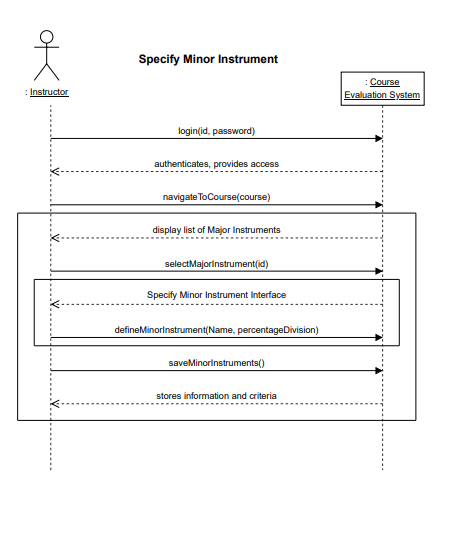 Specify Minor Instrument
: Instructor
: Course
Evaluation System
login(id, password)
authenticates, provides access
navigateToCourse(course)
display list of Major Instruments
selectMajorInstrument(id)
Specify Minor Instrument Interface
defineMinorInstrument(Name, percentageDivision)
saveMinorInstruments()
stores information and criteria